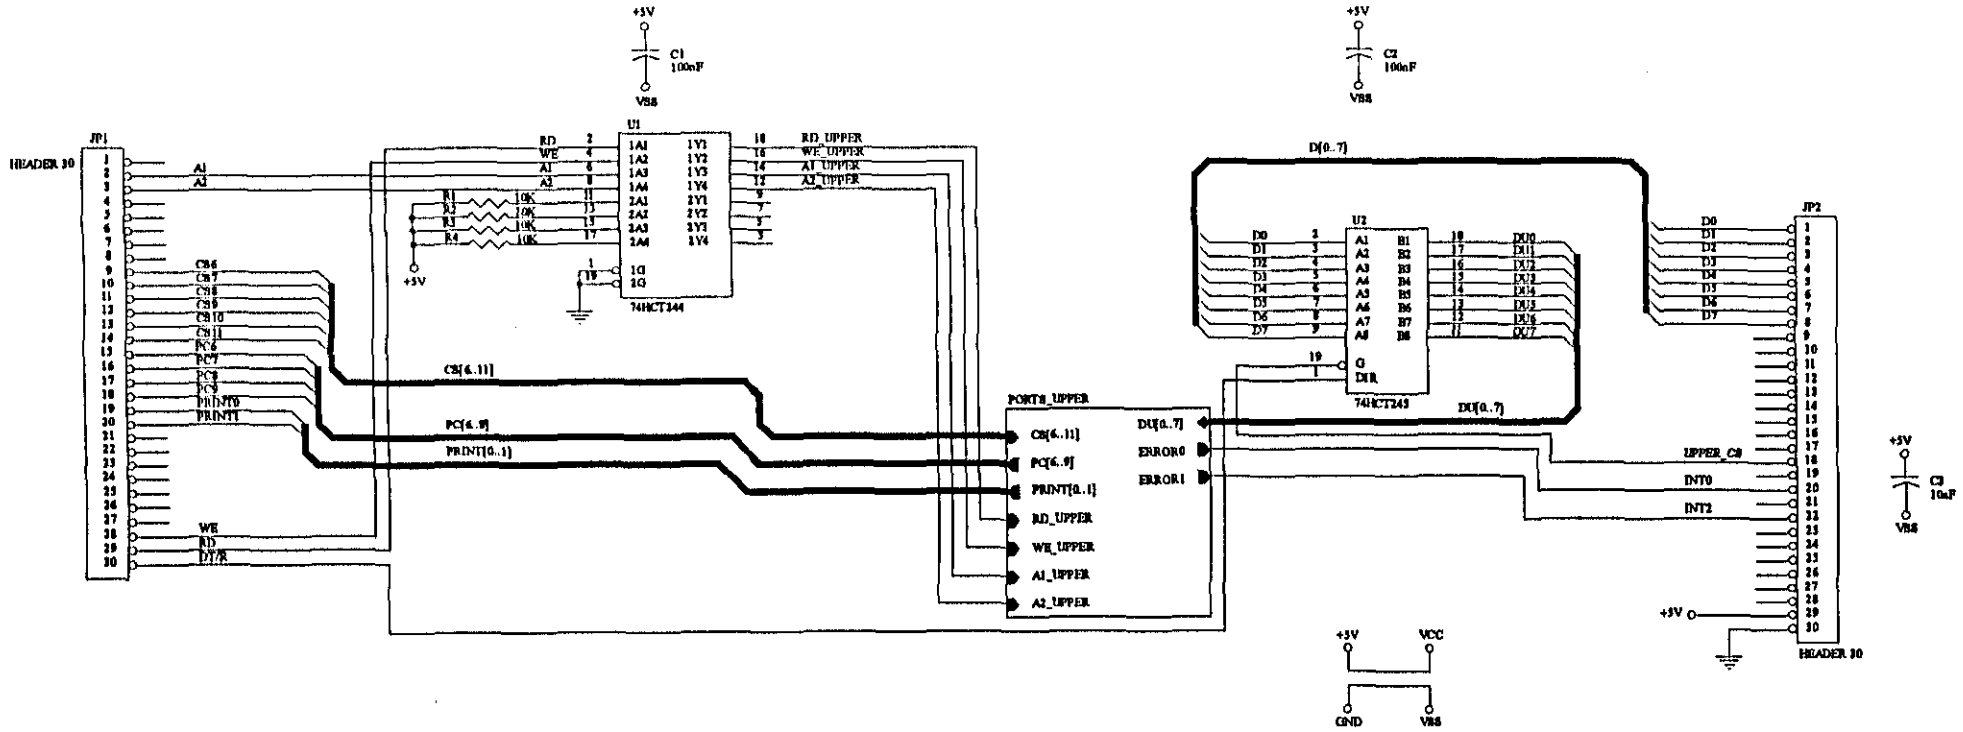 +5V
C1
100nF
VSS
+5V
C2
100nF
VSS
JP1
HEADER 30
1
2
3
4
5
6
7
8
9
10
11
12
13
14
15
16
17
18
19
20
21
22
23
24
25
26
27
28
29
30
A1
A2
CS6
CS7
CS8
CS9
CS10
CS11
PC6
PC7
PC8
PC9
PRINT0
PRINT1
WE
RD
DT/R
U1
RD 2 1A1 1Y1 18 RD_UPPER
WE 4 1A2 1Y2 16 WE_UPPER
A1 6 1A3 1Y3 14 A1_UPPER
A2 8 1A4 1Y4 12 A2_UPPER
R1 10K 11 2A1 2Y1 9
R2 10K 13 2A2 2Y2 7
R3 10K 15 2A3 2Y3 5
R4 10K 17 2A4 2Y4 3
+5V
1 1G
19 2G
74HCT244
CS[6..11]
PC[6..9]
PRINT[0..1]
PORTS_UPPER
CS[6..11]
PC[6..9]
PRINT[0..1]
RD_UPPER
WE_UPPER
A1_UPPER
A2_UPPER
DU[0..7]
ERROR0
ERROR1
D[0..7]
U2
D0 2 A1 B1 18 DU0
D1 3 A2 B2 17 DU1
D2 4 A3 B3 16 DU2
D3 5 A4 B4 15 DU3
D4 6 A5 B5 14 DU4
D5 7 A6 B6 13 DU5
D6 8 A7 B7 12 DU6
D7 9 A8 B8 11 DU7
19 G
1 DIR
74HCT245
DU[0..7]
JP2
D0
D1
D2
D3
D4
D5
D6
D7
UPPER_CS
INT0
INT2
+5V
1
2
3
4
5
6
7
8
9
10
11
12
13
14
15
16
17
18
19
20
21
22
23
24
25
26
27
28
29
30
HEADER 30
+5V
C3
10uF
VSS
+5V
VCC
GND
VSS